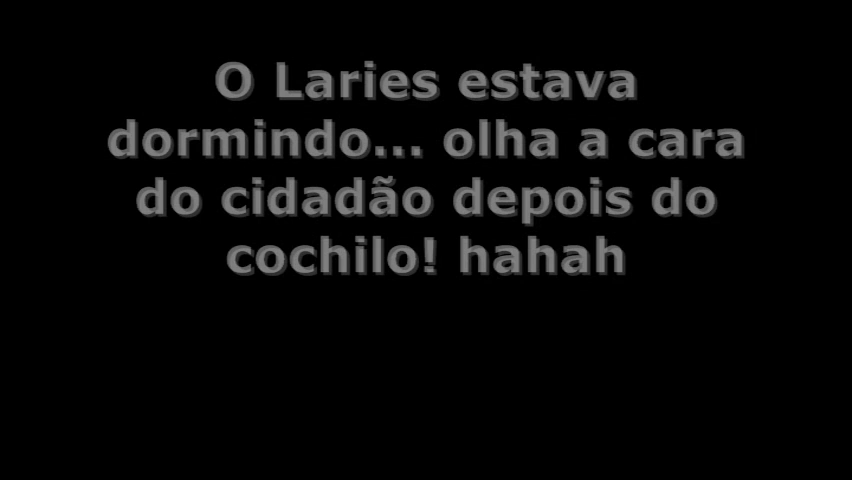 O Laries estava
dormindo... olha a cara
do cidadão depois do
cochilo! hahah